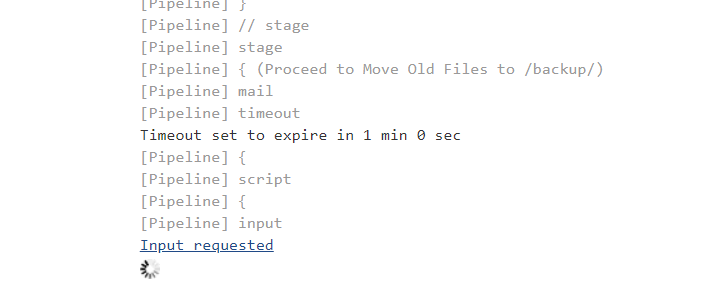 [Pipeline] }
[Pipeline] // stage
[Pipeline] stage
[Pipeline] { (Proceed to Move Old Files to /backup/)
[Pipeline] mail
[Pipeline] timeout
Timeout set to expire in 1 min 0 sec
[Pipeline] {
[Pipeline] script
[Pipeline] {
[Pipeline] input
Input requested